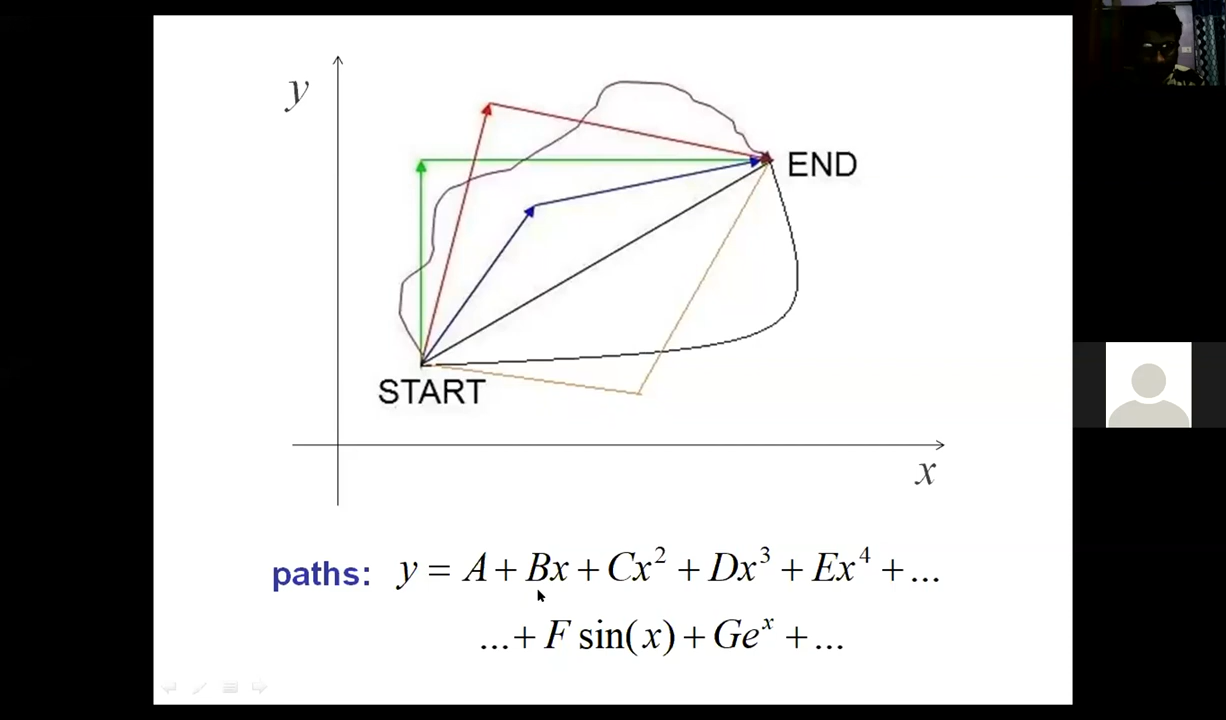 y
END
START
x
paths: y = A + Bx + Cx² + Dx³ + Ex⁴ + ...
... + F sin(x) + Geˣ + ...